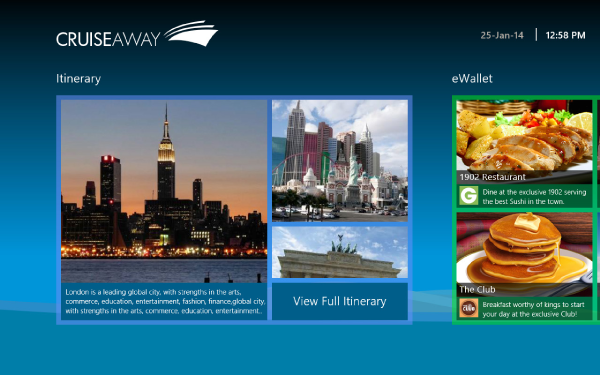 CRUISEAWAY
25-Jan-14 | 12:58 PM
Itinerary
eWallet
London is a leading global city, with strengths in the arts,
commerce, education, entertainment, fashion, finance,global city,
with strengths in the arts, commerce, education, entertainment..
View Full Itinerary
1902 Restaurant
G
Dine at the exclusive 1902 serving
the best Sushi in the town.
The Club
Breakfast worthy of kings to start
your day at the exclusive Club!